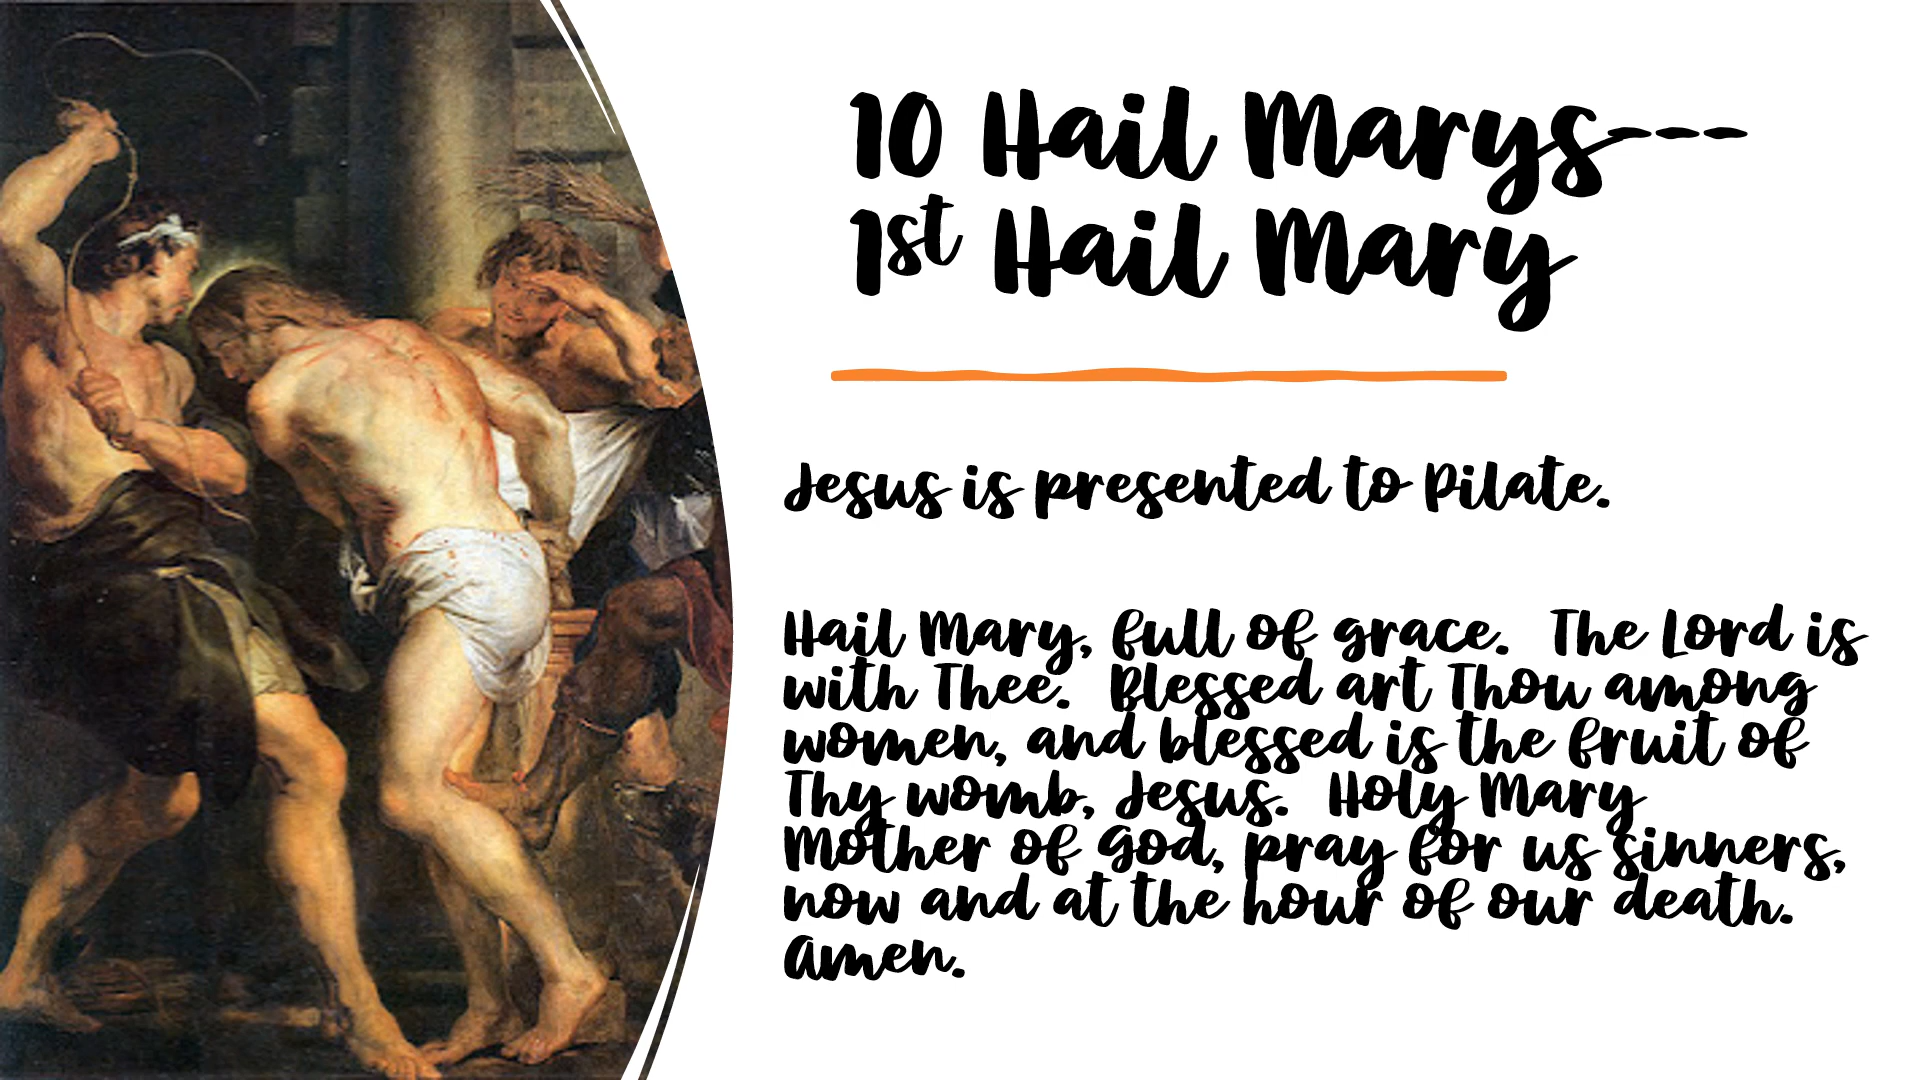 10 Hail Marys---
1st Hail Mary
Jesus is presented to Pilate.
Hail Mary, full of grace.  The Lord is
with Thee.  Blessed art Thou among
women, and blessed is the fruit of
Thy womb, Jesus.  Holy Mary
Mother of God, pray for us sinners,
now and at the hour of our death.
Amen.